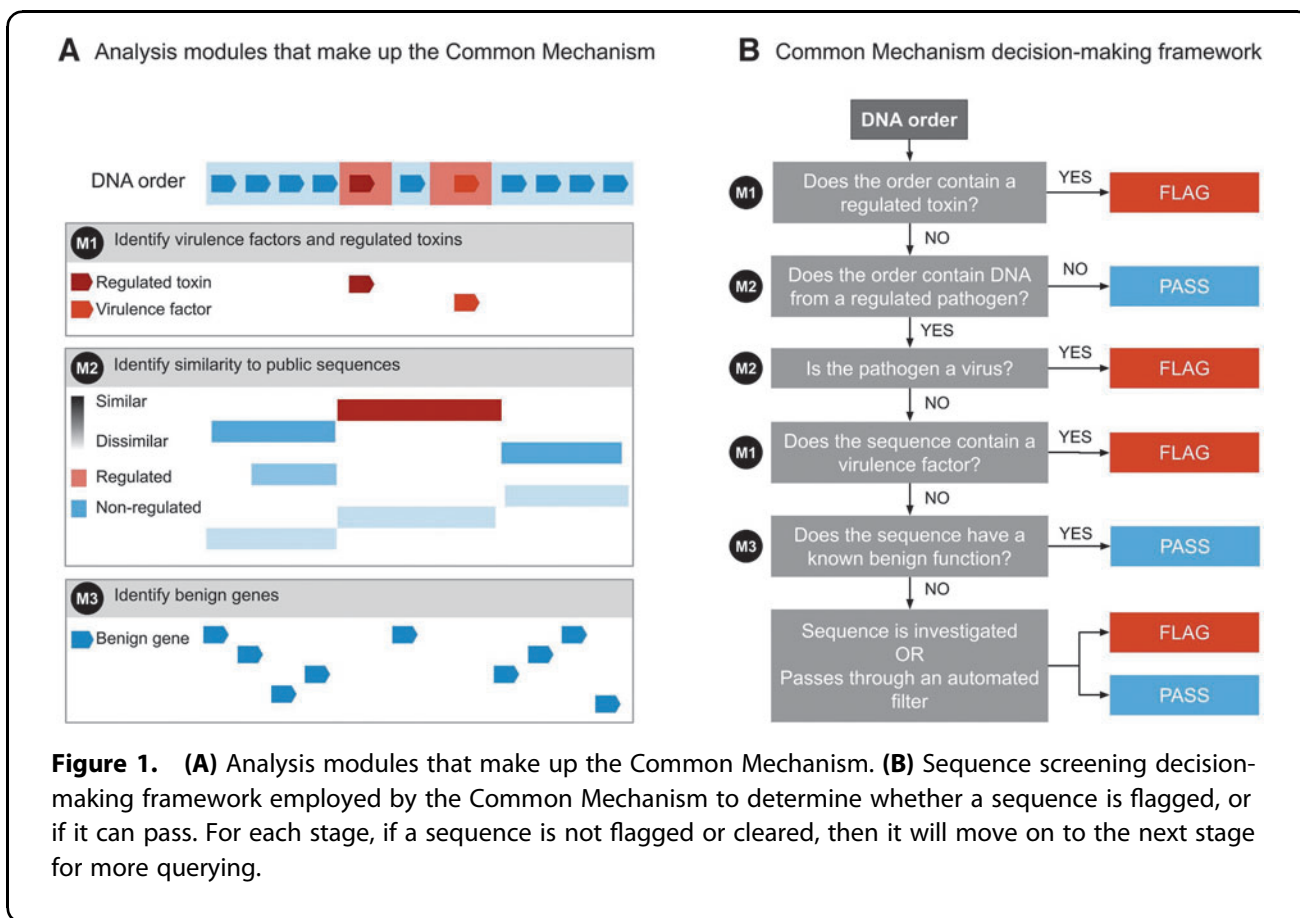 A Analysis modules that make up the Common Mechanism
DNA order
M1 Identify virulence factors and regulated toxins
Regulated toxin
Virulence factor
M2 Identify similarity to public sequences
Similar
Dissimilar
Regulated
Non-regulated
M3 Identify benign genes
Benign gene
B Common Mechanism decision-making framework
DNA order
M1
Does the order contain a
regulated toxin?
YES
FLAG
NO
M2
Does the order contain DNA
from a regulated pathogen?
NO
PASS
YES
M2
Is the pathogen a virus?
YES
FLAG
NO
M1
Does the sequence contain a
virulence factor?
YES
FLAG
NO
M3
Does the sequence have a
known benign function?
YES
PASS
NO
Sequence is investigated
OR
Passes through an automated
filter
FLAG
PASS
Figure 1. (A) Analysis modules that make up the Common Mechanism. (B) Sequence screening decision-
making framework employed by the Common Mechanism to determine whether a sequence is flagged, or
if it can pass. For each stage, if a sequence is not flagged or cleared, then it will move on to the next stage
for more querying.